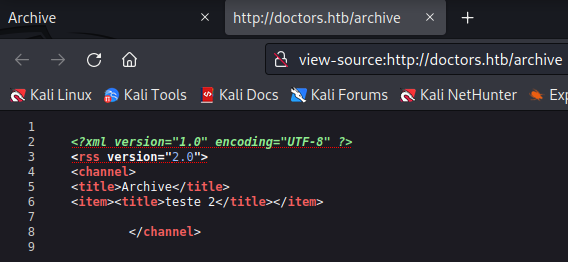 Archive
http://doctors.htb/archive
view-source:http://doctors.htb/archive
Kali Linux Kali Tools Kali Docs Kali Forums Kali NetHunter
1
2 <?xml version="1.0" encoding="UTF-8" ?>
3 <rss version="2.0">
4 <channel>
5 <title>Archive</title>
6 <item><title>teste 2</title></item>
7
8 </channel>
9